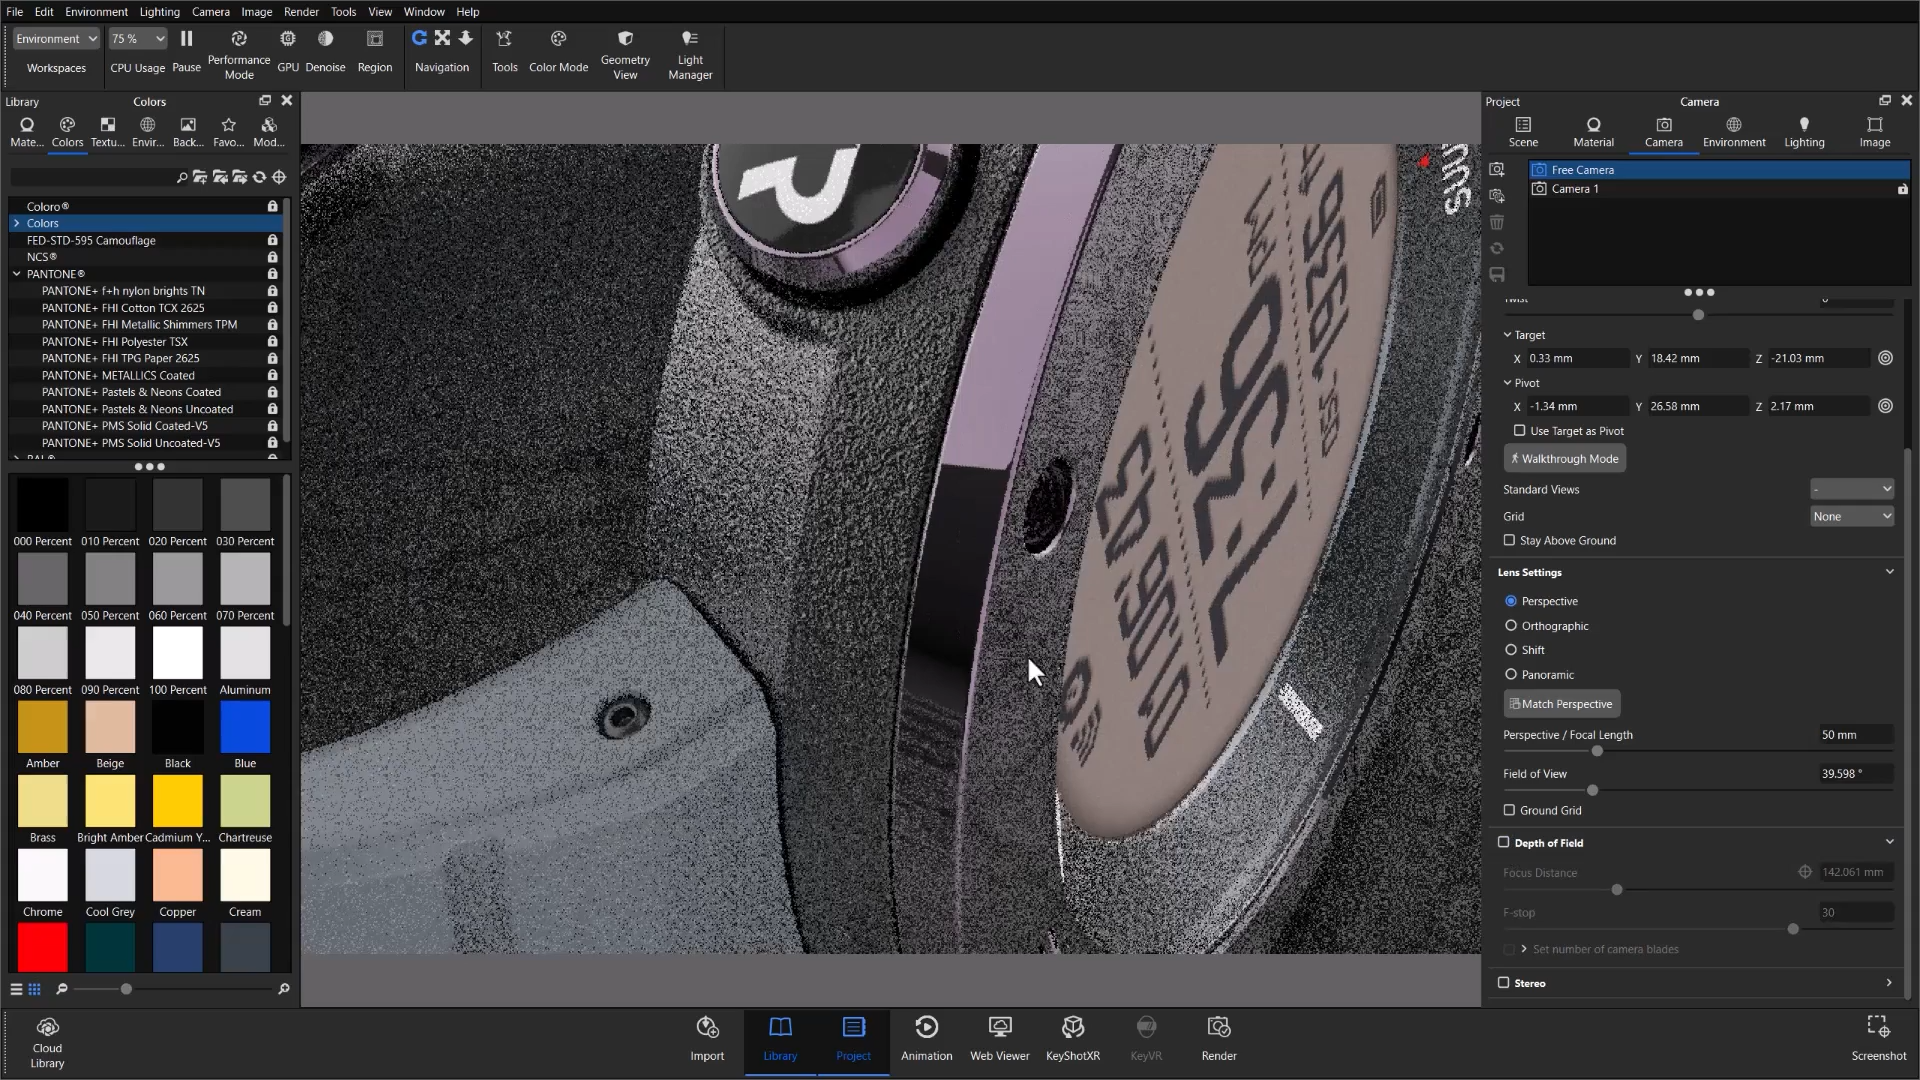 File Edit Environment Lighting Camera Image Render Tools View Window Help
Environment 75 %
Workspaces CPU Usage Pause Performance Mode GPU Denoise Region Navigation Tools Color Mode Geometry View Light Manager
Library Colors
Mate... Colors Textu... Envir... Back... Favo... Mod...
Coloro®
Colors
FED-STD-595 Camouflage
NCS®
PANTONE®
PANTONE+ f+h nylon brights TN
PANTONE+ FHI Cotton TCX 2625
PANTONE+ FHI Metallic Shimmers TPM
PANTONE+ FHI Polyester TSX
PANTONE+ FHI TPG Paper 2625
PANTONE+ METALLICS Coated
PANTONE+ Pastels & Neons Coated
PANTONE+ Pastels & Neons Uncoated
PANTONE+ PMS Solid Coated-V5
PANTONE+ PMS Solid Uncoated-V5
000 Percent 010 Percent 020 Percent 030 Percent
040 Percent 050 Percent 060 Percent 070 Percent
080 Percent 090 Percent 100 Percent Aluminum
Amber Beige Black Blue
Brass Bright Amber Cadmium Y... Chartreuse
Chrome Cool Grey Copper Cream
R
Project Camera
Scene Material Camera Environment Lighting Image
Free Camera
Camera 1
Target
X 0.33 mm Y 18.42 mm Z -21.03 mm
Pivot
X -1.34 mm Y 26.58 mm Z 2.17 mm
Use Target as Pivot
Walkthrough Mode
Standard Views -
Grid None
Stay Above Ground
Lens Settings
Perspective
Orthographic
Shift
Panoramic
Match Perspective
Perspective / Focal Length 50 mm
Field of View 39.598 °
Ground Grid
Depth of Field
Focus Distance 142.061 mm
F-stop 30
Set number of camera blades
Stereo
Cloud Library
Import Library Project Animation Web Viewer KeyShotXR KeyVR Render
Screenshot